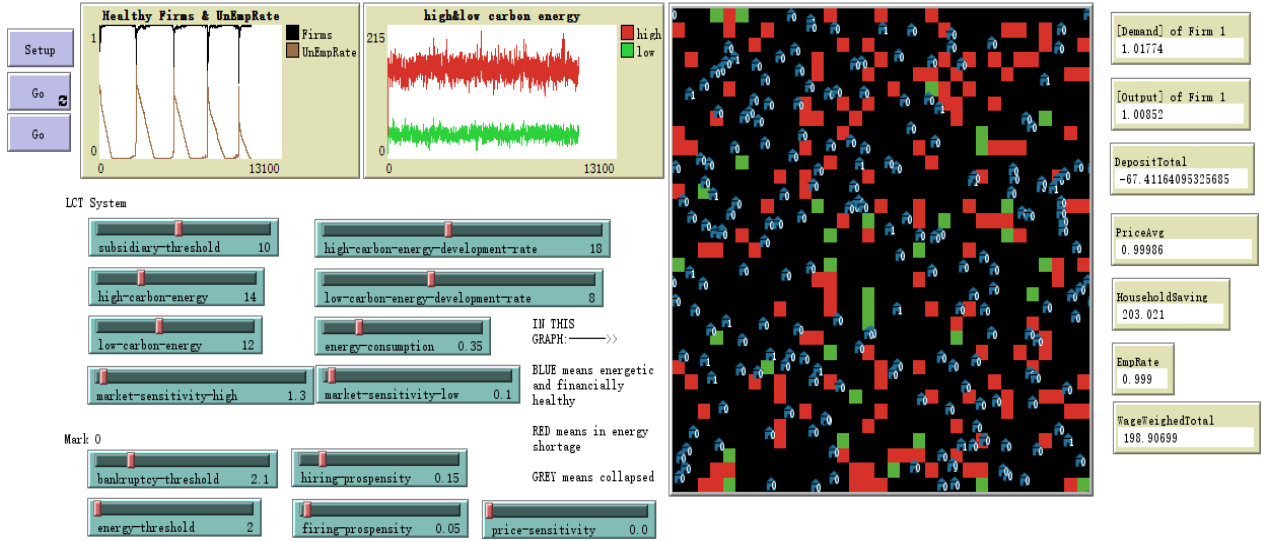 Setup
Go
Go
Healthy Firms & UnEmpRate
1
0
0
13100
Firms
UnEmpRate
high&low carbon energy
215
0
0
13100
high
low
LCT System
subsidiary-threshold 10
high-carbon-energy-development-rate 18
high-carbon-energy 14
low-carbon-energy-development-rate 8
low-carbon-energy 12
energy-consumption 0.35
market-sensitivity-high 1.3
market-sensitivity-low 0.1
IN THIS
GRAPH:———>>
BLUE means energetic
and financially
healthy
RED means in energy
shortage
GREY means collapsed
Mark 0
bankruptcy-threshold 2.1
hiring-prospensity 0.15
energy-threshold 2
firing-prospensity 0.05
price-sensitivity 0.0
[Demand] of Firm 1
1.01774
[Output] of Firm 1
1.00852
DepositTotal
-67.41164095325685
PriceAvg
0.99986
HouseholdSaving
203.021
EmpRate
0.999
WageWeighedTotal
198.90699